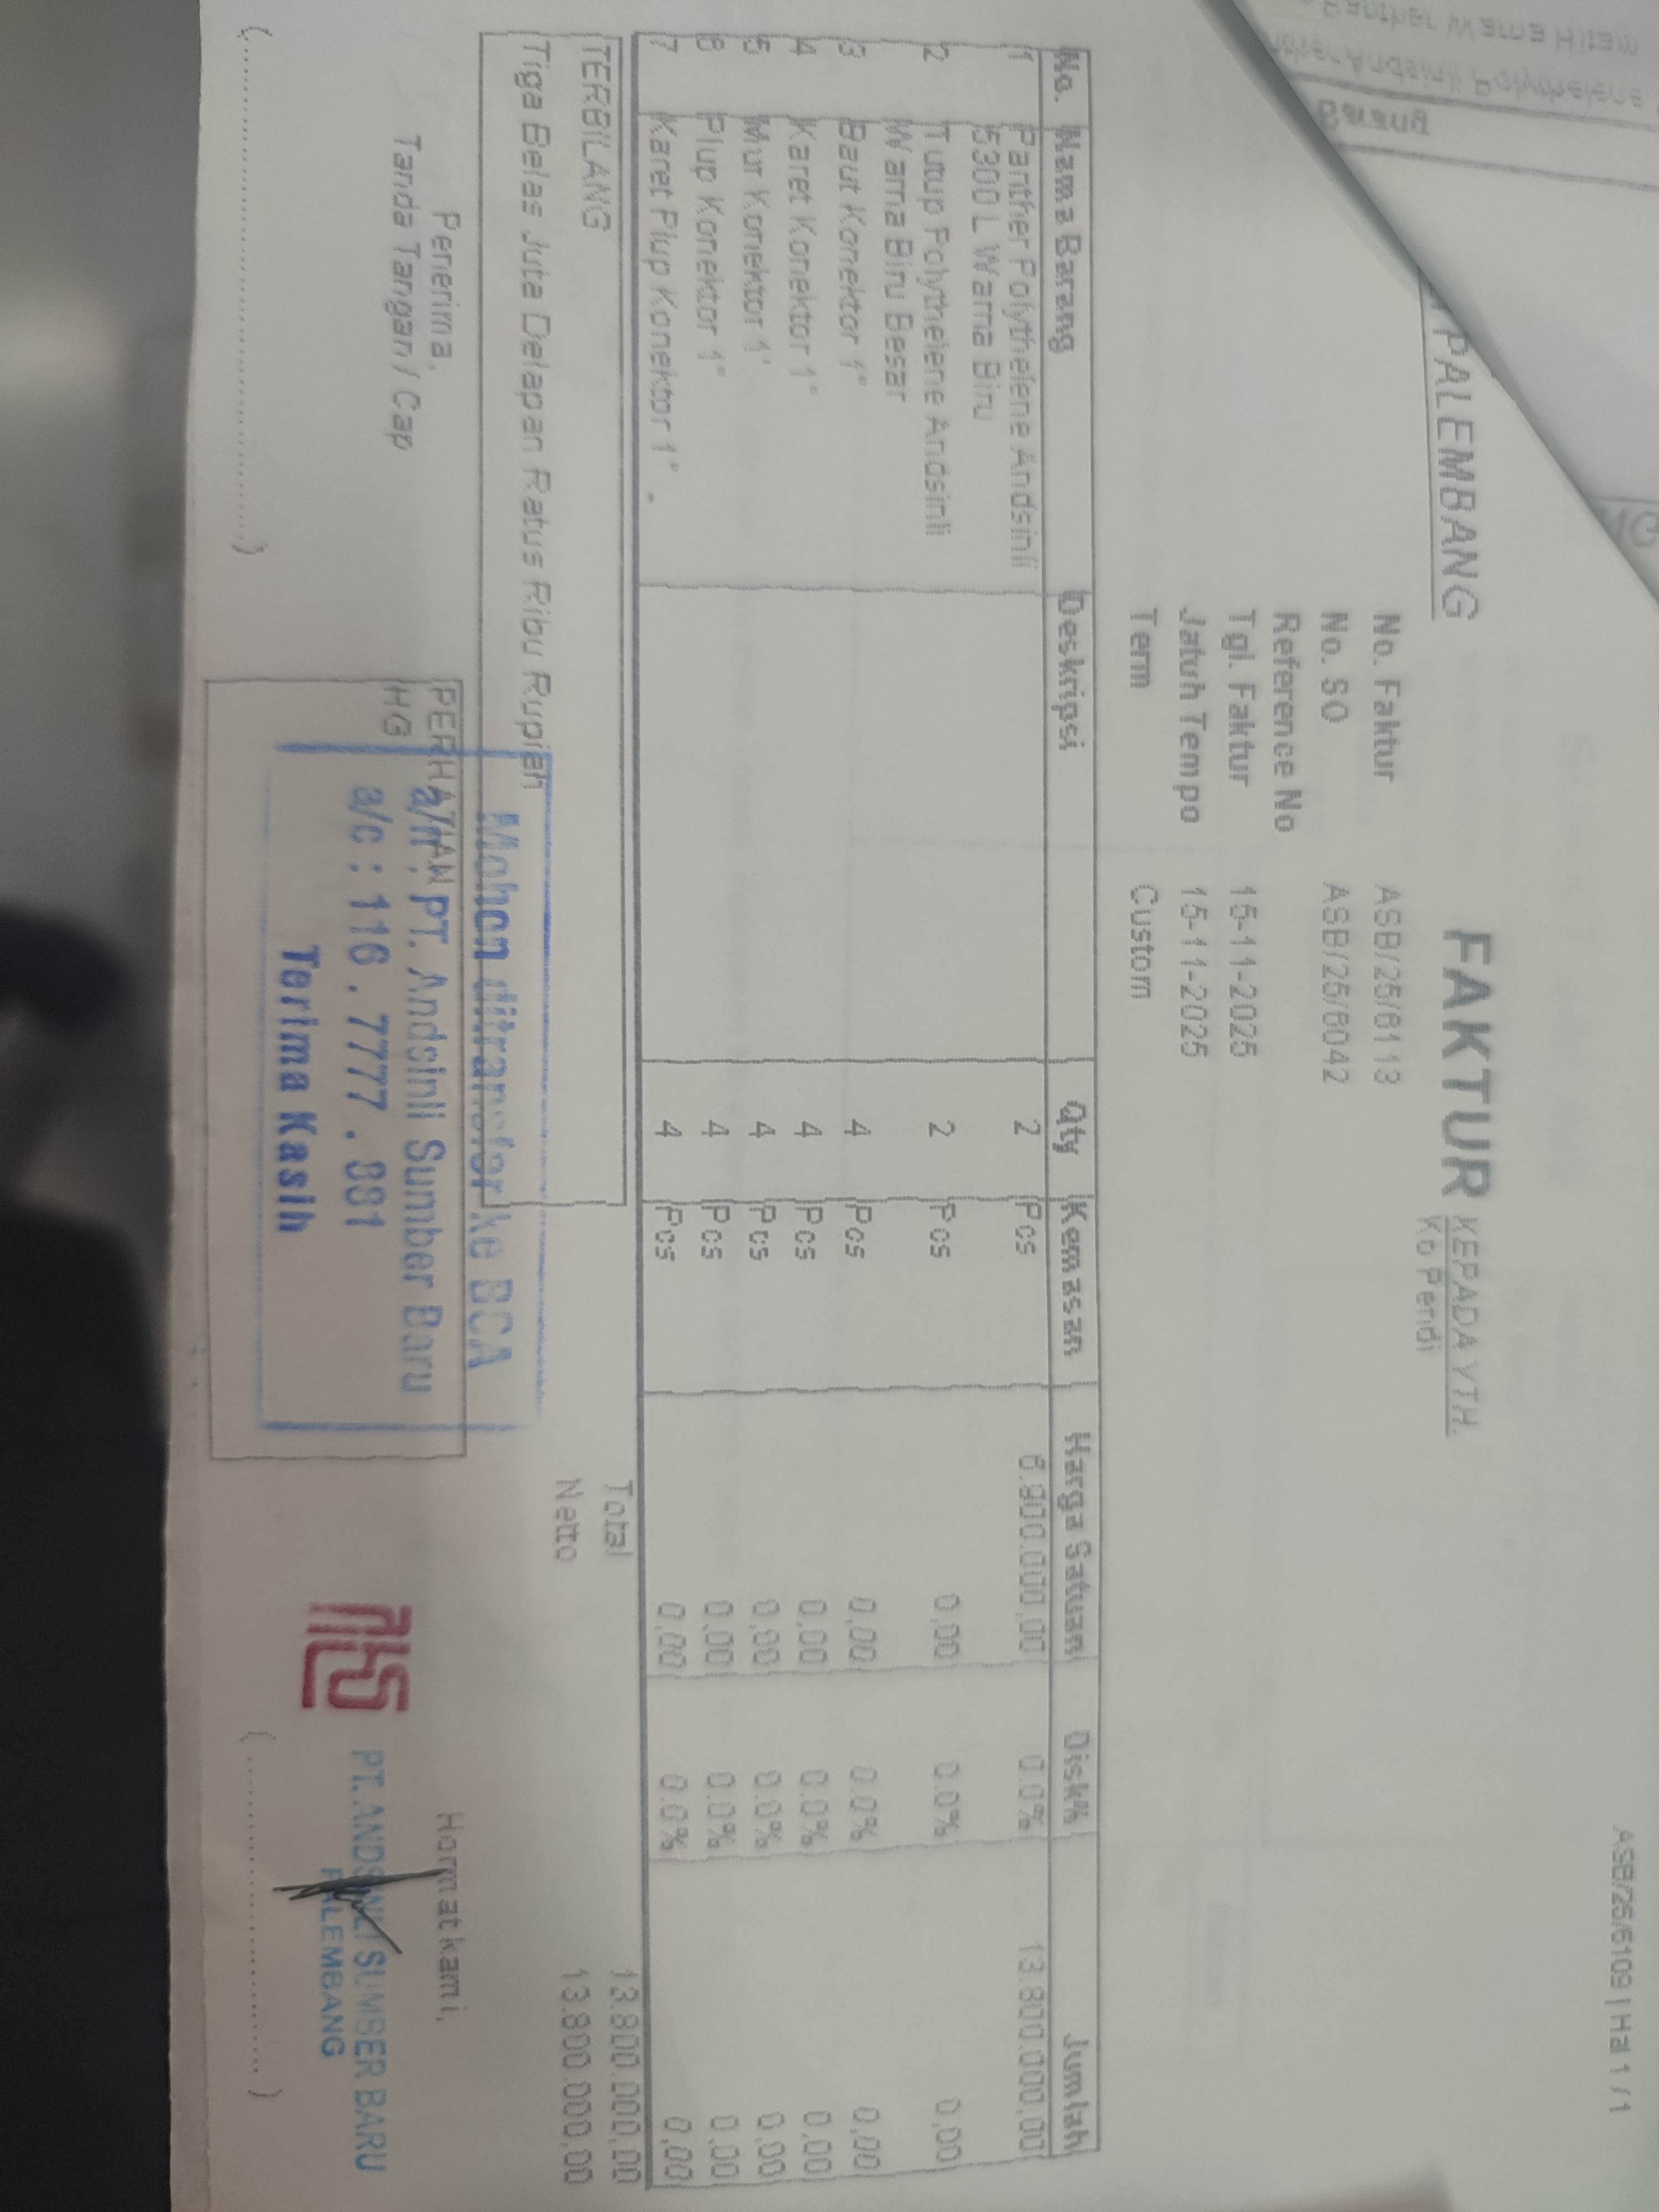 ASB/25/6109 | Hal 1 / 1
PALEMBANG
FAKTUR
KEPADA YTH.
Ko Pendi
No. Faktur ASB/25/6113
No. SO ASB/25/6042
Reference No
Tgl. Faktur 15-11-2025
Jatuh Tempo 15-11-2025
Term Custom
No. Nama Barang Deskripsi Qty Kemasan Harga Satuan Disk% Jumlah
1 Panther Polythelene Andsinli 2 Pcs 6.900.000,00 0.0% 13.800.000,00
5300 L Warna Biru
2 Tutup Polythelene Andsinli 2 Pcs 0,00 0.0% 0,00
Warna Biru Besar
3 Baut Konektor 1" 4 Pcs 0,00 0.0% 0,00
4 Karet Konektor 1" 4 Pcs 0,00 0.0% 0,00
5 Mur Konektor 1" 4 Pcs 0,00 0.0% 0,00
6 Plup Konektor 1" 4 Pcs 0,00 0.0% 0,00
7 Karet Plup Konektor 1" 4 Pcs 0,00 0.0% 0,00
TERBILANG
Tiga Belas Juta Delapan Ratus Ribu Rupiah
Total 13.800.000,00
Netto 13.800.000,00
Penerima,
Tanda Tangan / Cap
(..............................)
PERHATIAN
HG
Mohon ditransfer ke BCA
a/n : PT. Andsinli Sumber Baru
a/c : 116 . 7777 . 881
Terima Kasih
Hormat kami,
PT. ANDSINLI SUMBER BARU
PALEMBANG
(..............................)